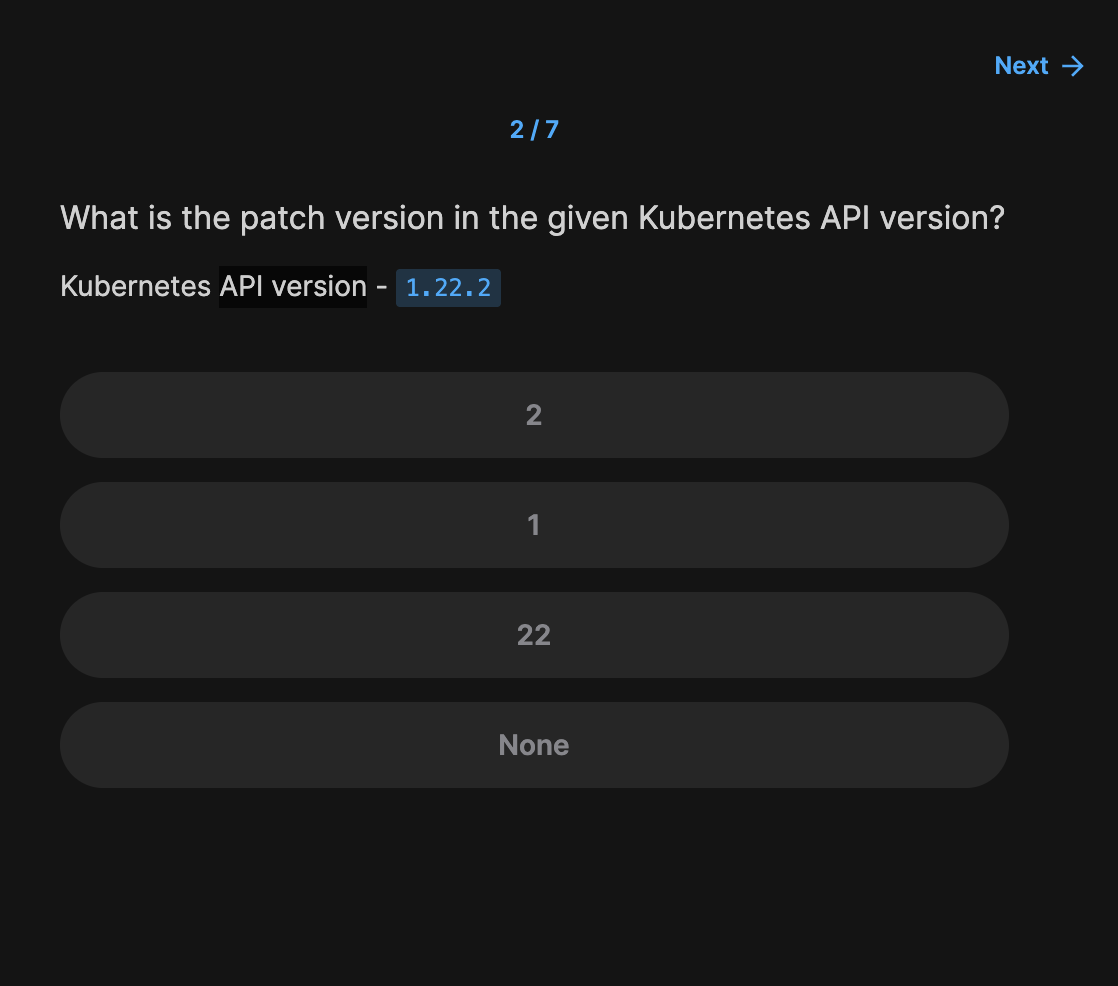 Next →
2 / 7
What is the patch version in the given Kubernetes API version?
Kubernetes API version - 1.22.2
2
1
22
None